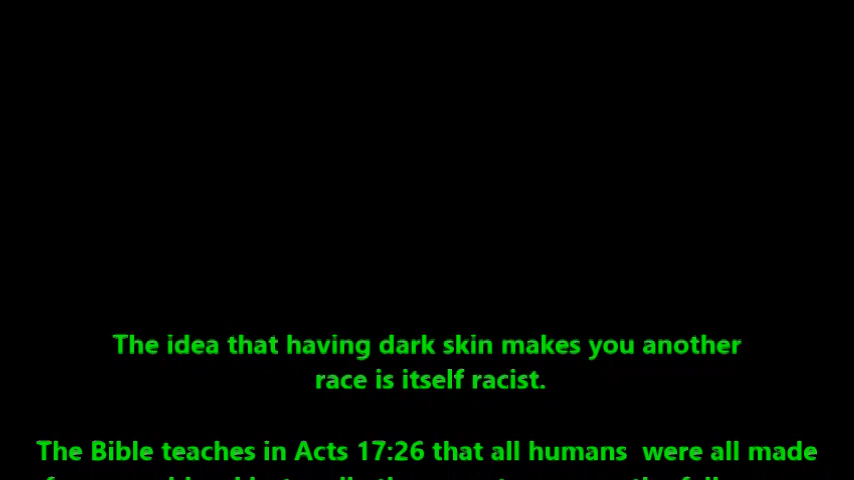 The idea that having dark skin makes you another
race is itself racist.
The Bible teaches in Acts 17:26 that all humans  were all made